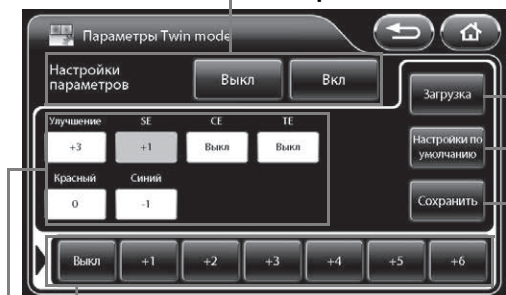 Параметры Twin mode
Настройки
параметров
Выкл
Вкл
Загрузка
Улучшение SE CE TE
+3 +1 Выкл Выкл
Настройки по
умолчанию
Красный Синий
0 -1
Сохранить
Выкл +1 +2 +3 +4 +5 +6